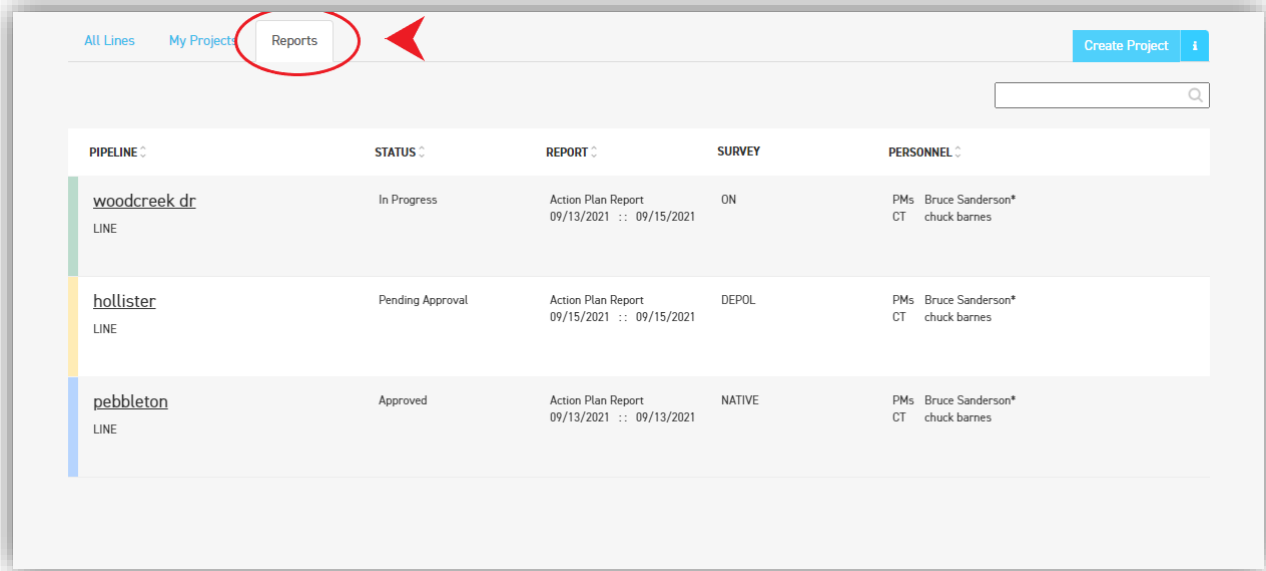 All Lines My Projects Reports
Create Project i
PIPELINE STATUS REPORT SURVEY PERSONNEL
woodcreek dr In Progress Action Plan Report ON PMs Bruce Sanderson*
LINE 09/13/2021 :: 09/15/2021 CT chuck barnes
hollister Pending Approval Action Plan Report DEPOL PMs Bruce Sanderson*
LINE 09/15/2021 :: 09/15/2021 CT chuck barnes
pebbleton Approved Action Plan Report NATIVE PMs Bruce Sanderson*
LINE 09/13/2021 :: 09/13/2021 CT chuck barnes